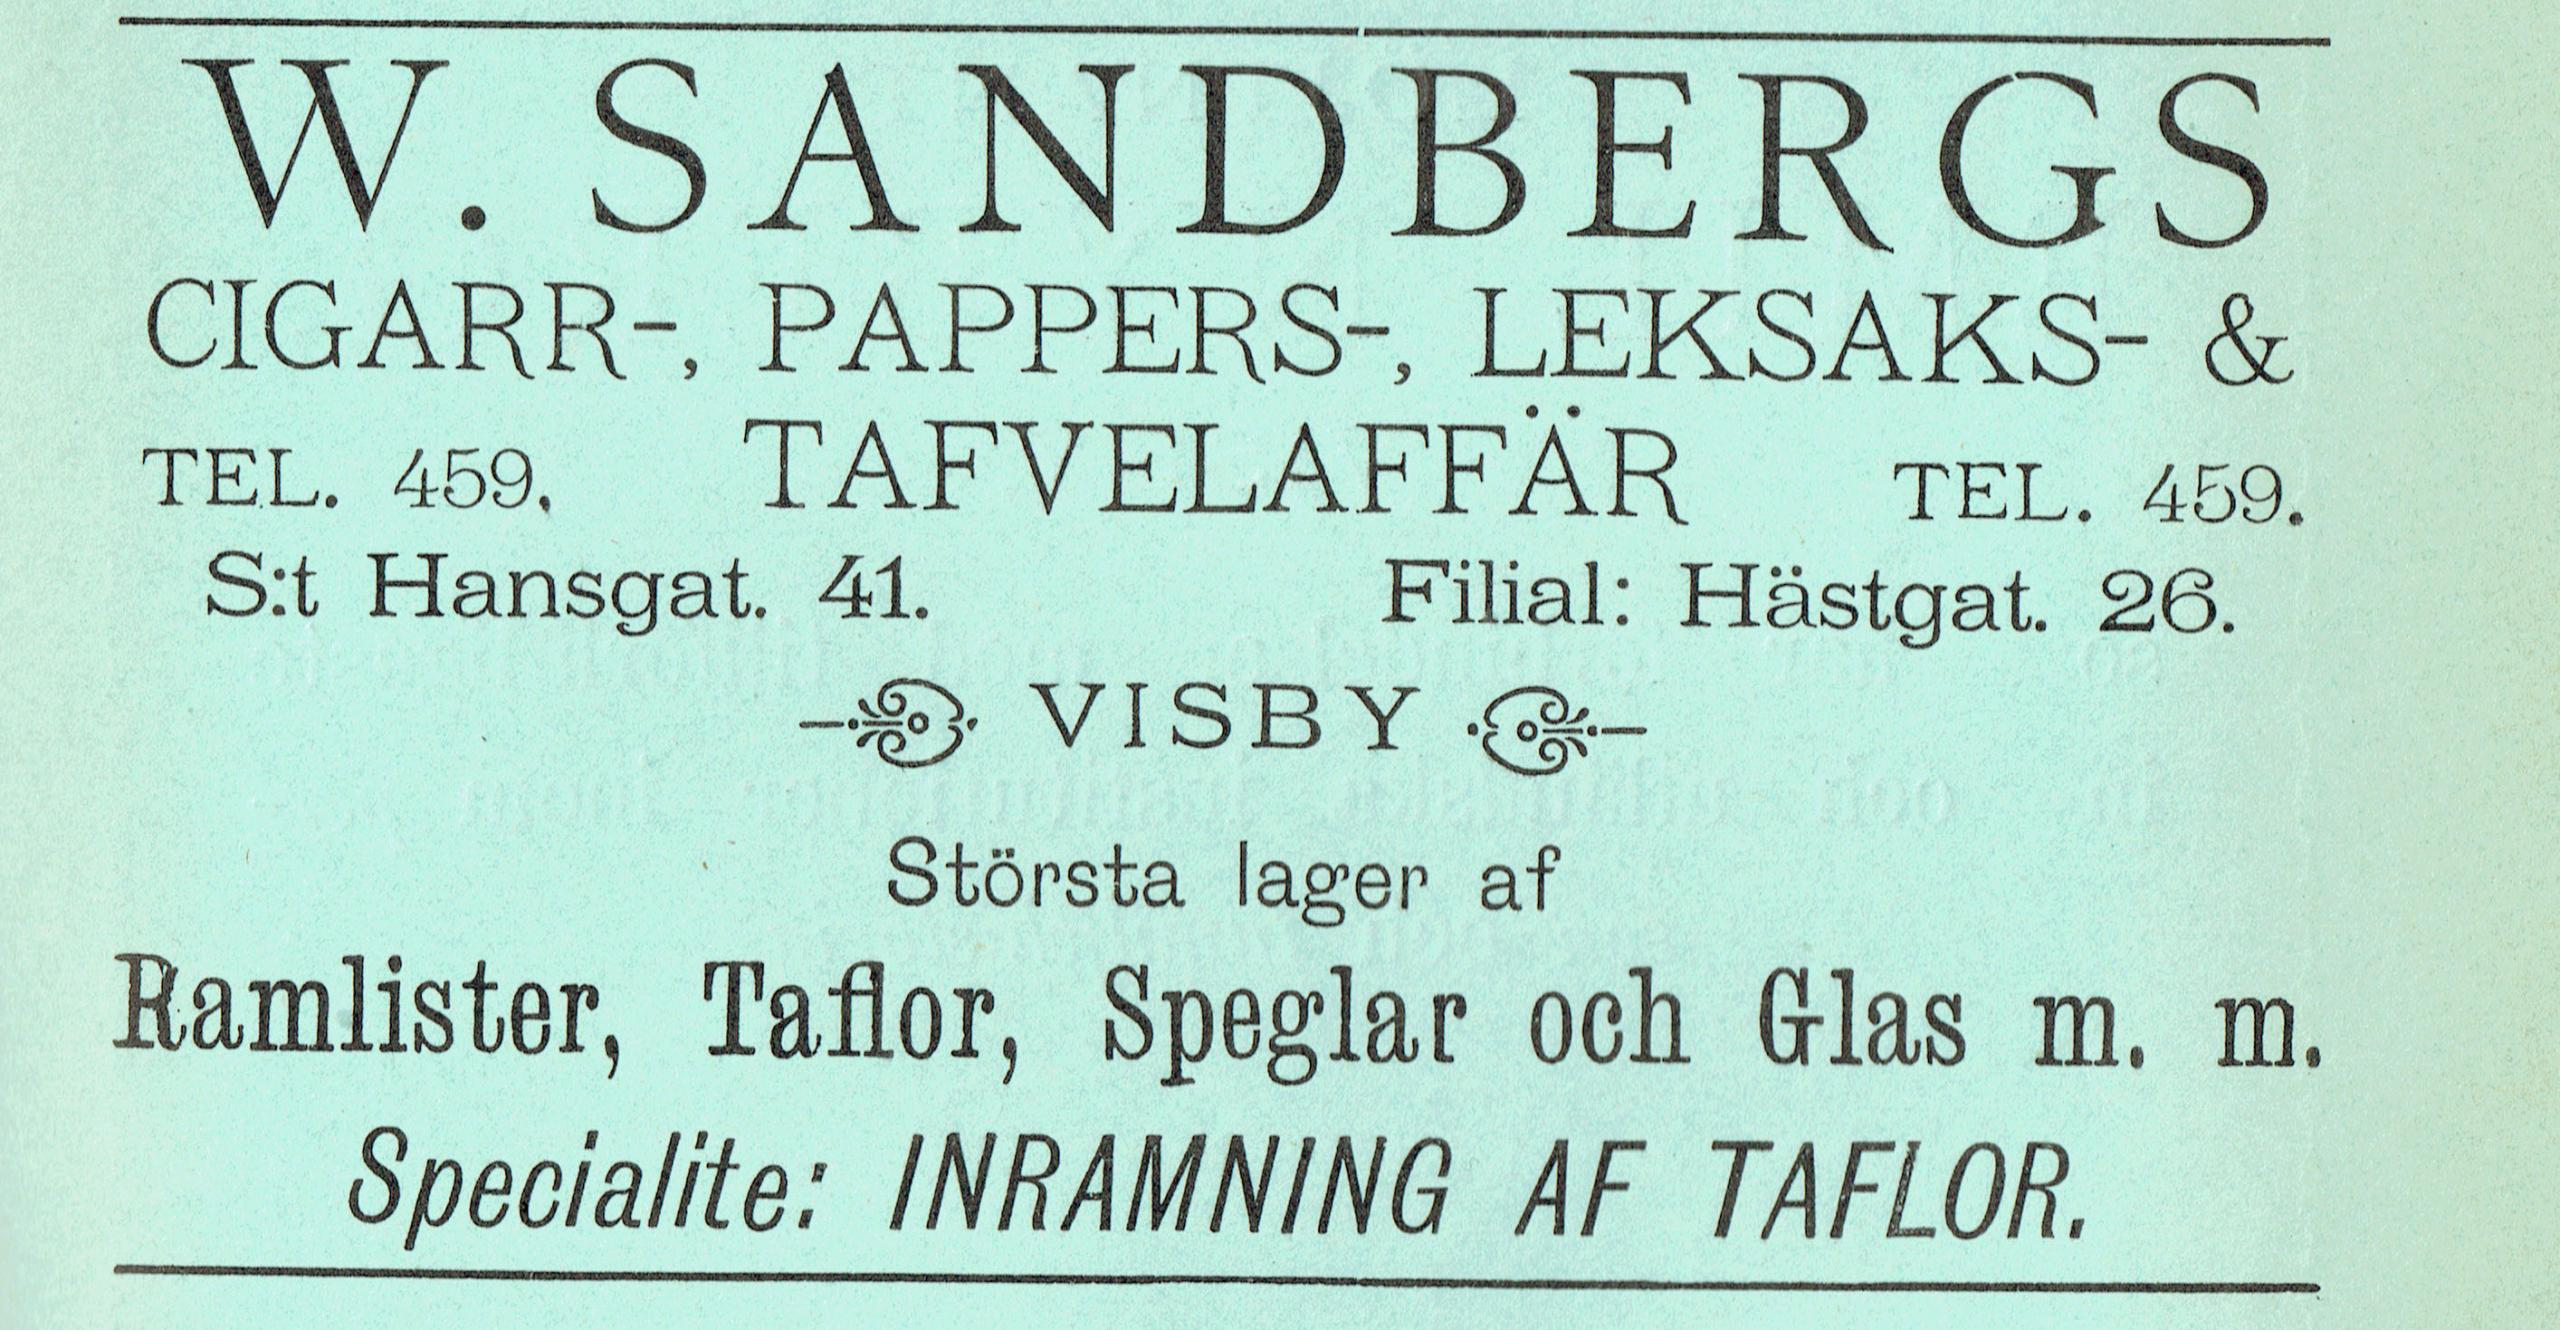 W. SANDBERGS
CIGARR-, PAPPERS-, LEKSAKS- &
TEL. 459. TAFVELAFFÄR TEL. 459.
S:t Hansgat. 41. Filial: Hästgat. 26.
VISBY
Största lager af
Ramlister, Taflor, Speglar och Glas m. m.
Specialite: INRAMNING AF TAFLOR.